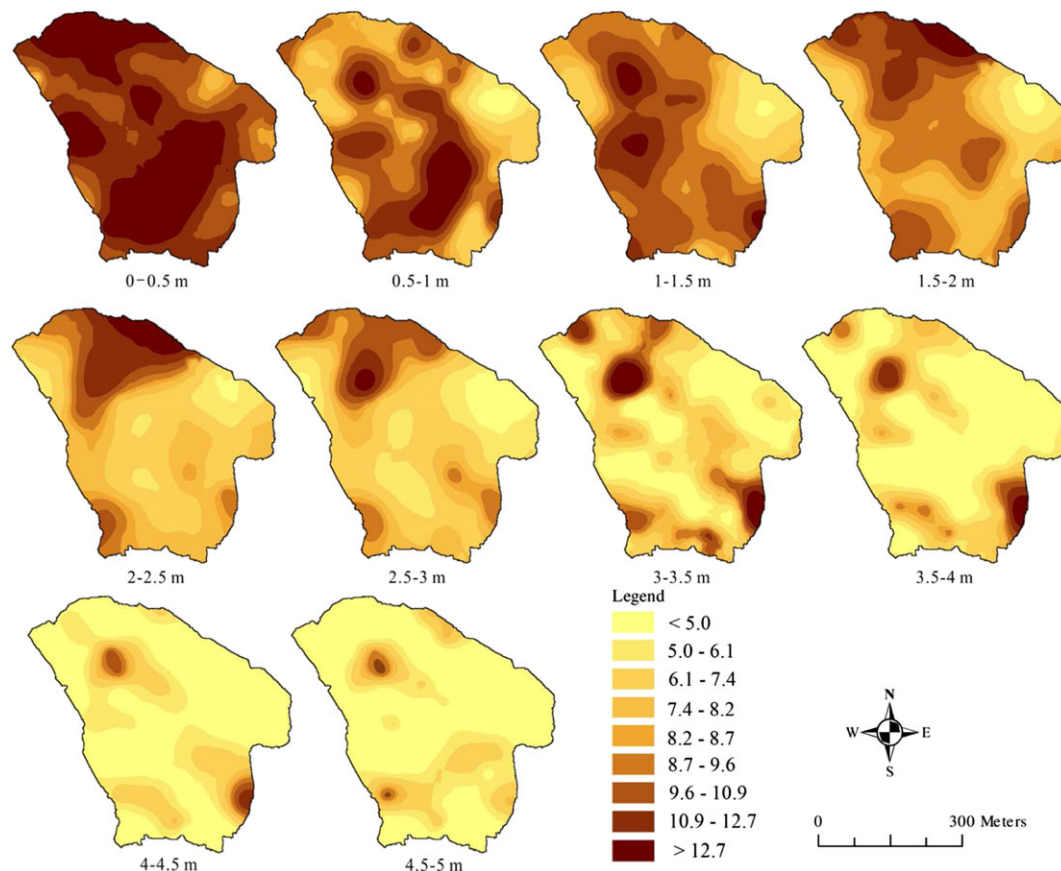 0-0.5 m
0.5-1 m
1-1.5 m
1.5-2 m
2-2.5 m
2.5-3 m
3-3.5 m
3.5-4 m
4-4.5 m
4.5-5 m
Legend
< 5.0
5.0 - 6.1
6.1 - 7.4
7.4 - 8.2
8.2 - 8.7
8.7 - 9.6
9.6 - 10.9
10.9 - 12.7
> 12.7
N
W E
S
0 300 Meters